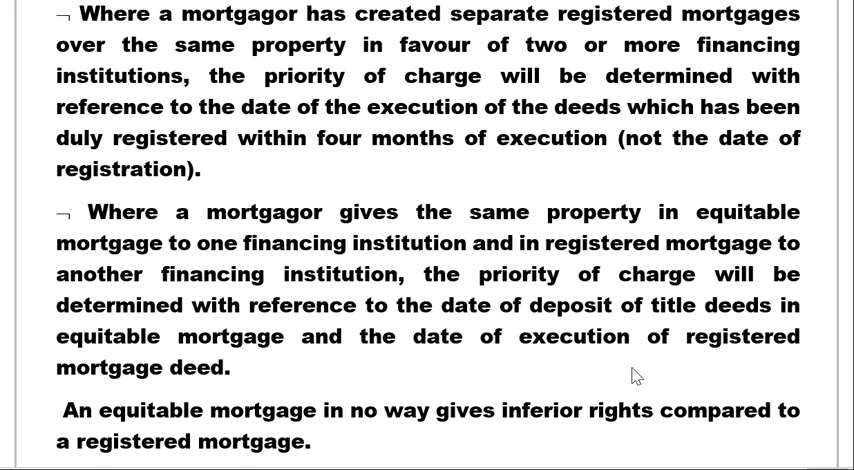 ¬ Where a mortgagor has created separate registered mortgages
over the same property in favour of two or more financing
institutions, the priority of charge will be determined with
reference to the date of the execution of the deeds which has been
duly registered within four months of execution (not the date of
registration).
¬ Where a mortgagor gives the same property in equitable
mortgage to one financing institution and in registered mortgage to
another financing institution, the priority of charge will be
determined with reference to the date of deposit of title deeds in
equitable mortgage and the date of execution of registered
mortgage deed.
An equitable mortgage in no way gives inferior rights compared to
a registered mortgage.